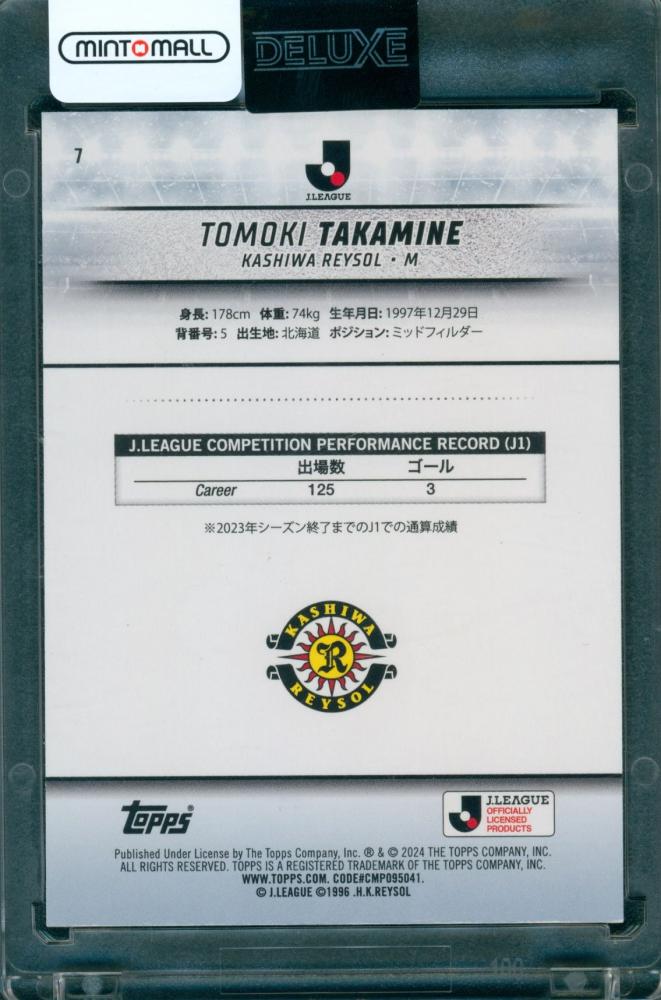 MINT MALL
DELUXE
7
J.LEAGUE
TOMOKI TAKAMINE
KASHIWA REYSOL・M
身長: 178cm 体重: 74kg 生年月日: 1997年12月29日
背番号: 5 出生地: 北海道 ポジション: ミッドフィルダー
J.LEAGUE COMPETITION PERFORMANCE RECORD (J1)
出場数 ゴール
Career 125 3
※2023年シーズン終了までのJ1での通算成績
KASHIWA
R
REYSOL
topps®
J.LEAGUE
OFFICIALLY
LICENSED
PRODUCTS
Published Under License by The Topps Company, Inc. ® & © 2024 THE TOPPS COMPANY, INC.
ALL RIGHTS RESERVED. TOPPS IS A REGISTERED TRADEMARK OF THE TOPPS COMPANY, INC.
WWW.TOPPS.COM. CODE#CMP095041.
© J.LEAGUE ©1996 .H.K.REYSOL